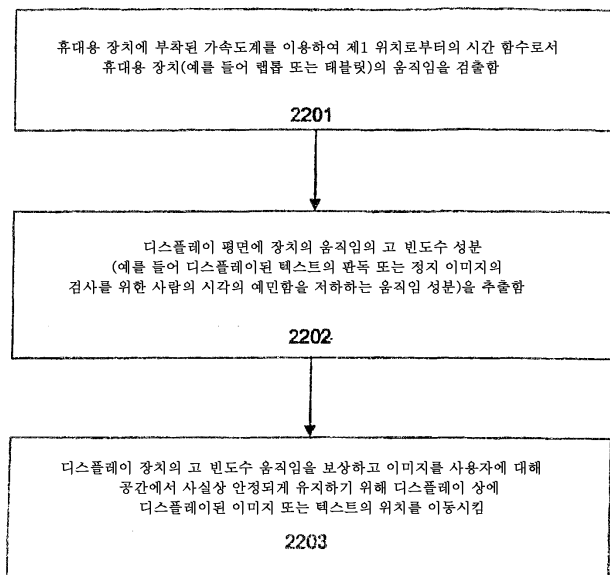 휴대용 장치에 부착된 가속도계를 이용하여 제1 위치로부터의 시간 함수로서
휴대용 장치(예를 들어 랩톱 또는 태블릿)의 움직임을 검출함
2201
디스플레이 평면에 장치의 움직임의 고 빈도수 성분
(예를 들어 디스플레이된 텍스트의 판독 또는 정지 이미지의
검사를 위한 사람의 시각의 예민함을 저하하는 움직임 성분)을 추출함
2202
디스플레이 장치의 고 빈도수 움직임을 보상하고 이미지를 사용자에 대해
공간에서 사실상 안정되게 유지하기 위해 디스플레이 상에
디스플레이된 이미지 또는 텍스트의 위치를 이동시킴
2203